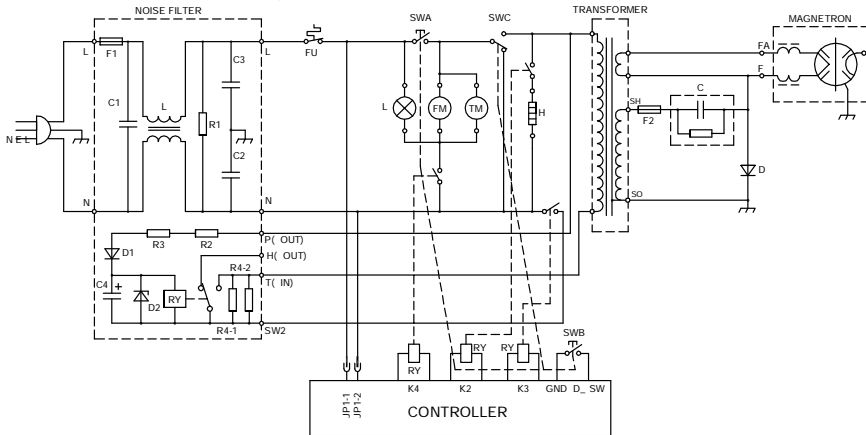 NOISE FILTER
SWA
SWC
TRANSFORMER
MAGNETRON
L
F1
L
FU
C3
C1
L
R1
C2
N E L
N
N
L
FM
TM
H
FA
F
SH
F2
C
D
SO
R3
R2
P( OUT)
D1
H( OUT)
C4
+
D2
RY
R4-2
T( IN)
R4-1
SW2
SWB
RY
RY
RY
K4
K2
K3
GND
D_ SW
JP1-1
JP1-2
CONTROLLER